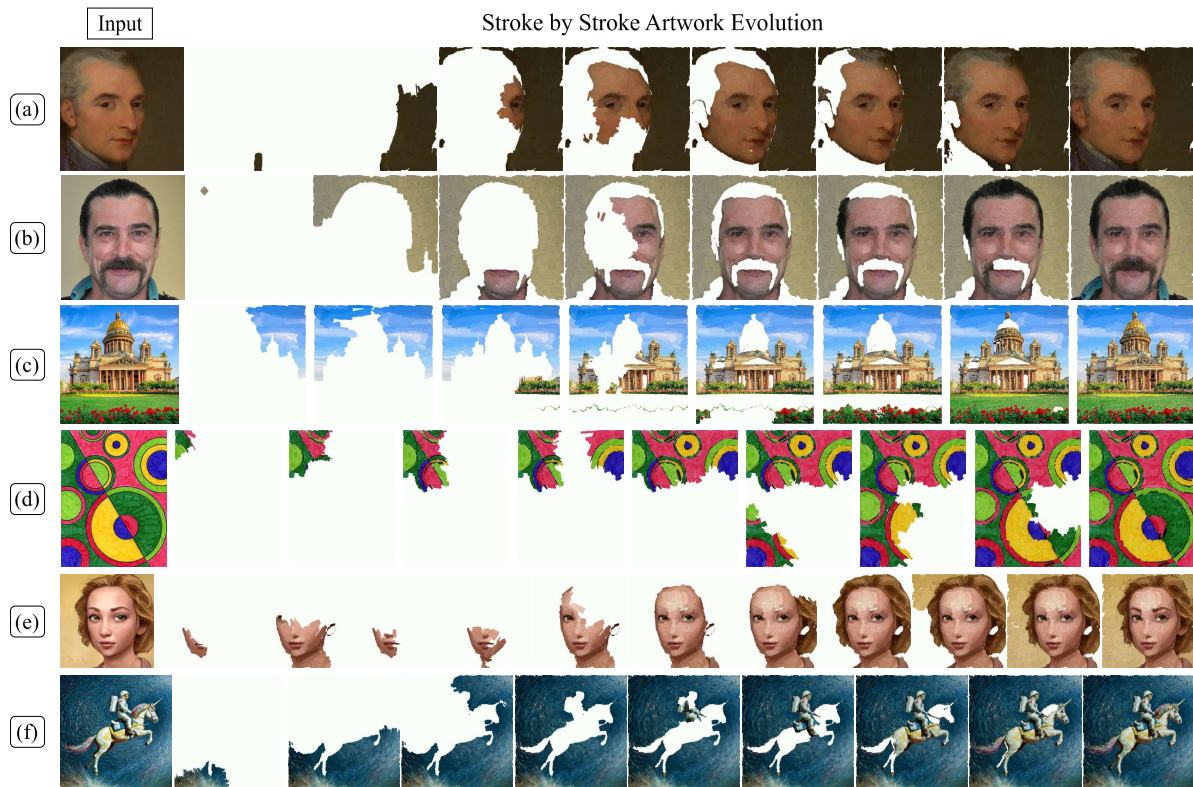 Input
Stroke by Stroke Artwork Evolution
(a)
(b)
(c)
(d)
(e)
(f)